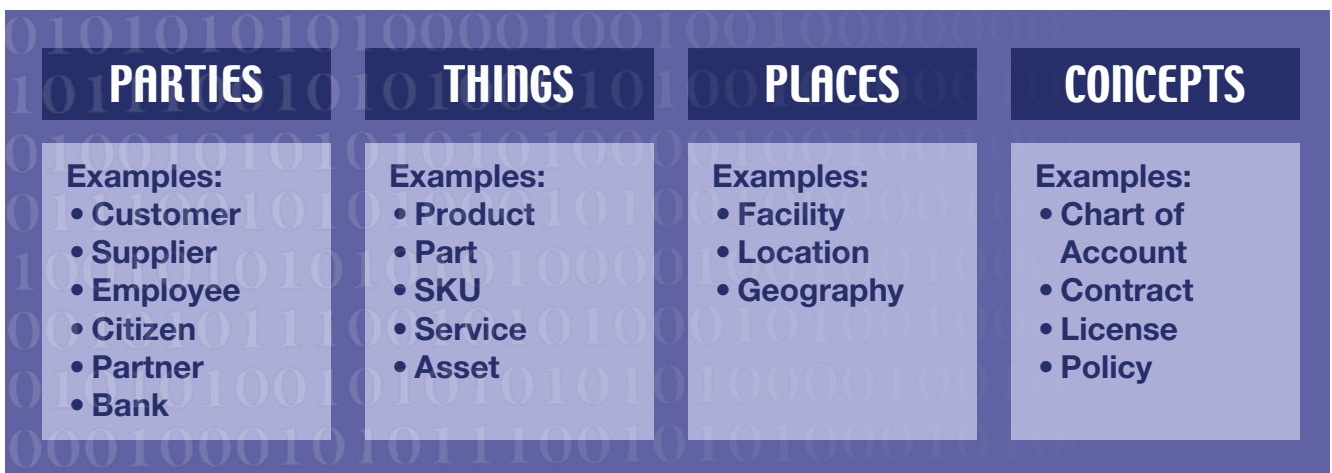 PARTIES
Examples:
• Customer
• Supplier
• Employee
• Citizen
• Partner
• Bank
THINGS
Examples:
• Product
• Part
• SKU
• Service
• Asset
PLACES
Examples:
• Facility
• Location
• Geography
CONCEPTS
Examples:
• Chart of
Account
• Contract
• License
• Policy